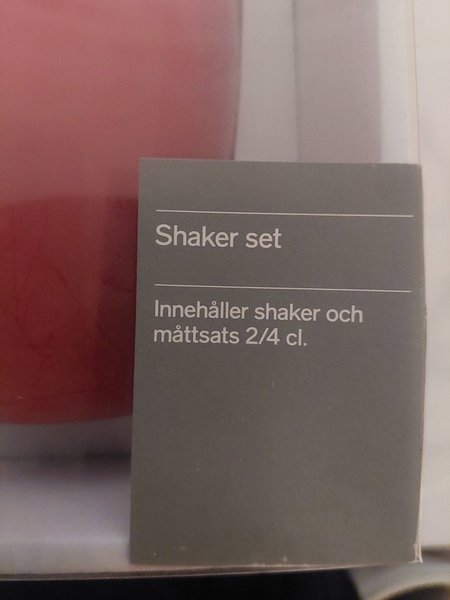 Shaker set
Innehåller shaker och
måttsats 2/4 cl.